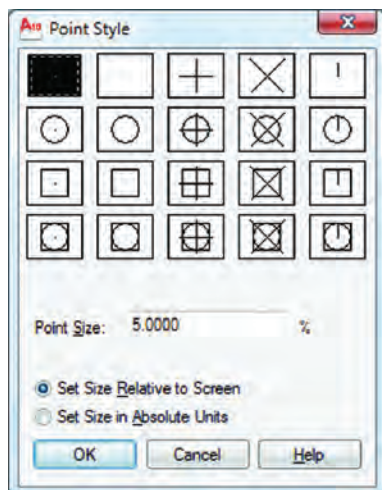 Point Style
Point Size: 5.0000 %
Set Size Relative to Screen
Set Size in Absolute Units
OK Cancel Help